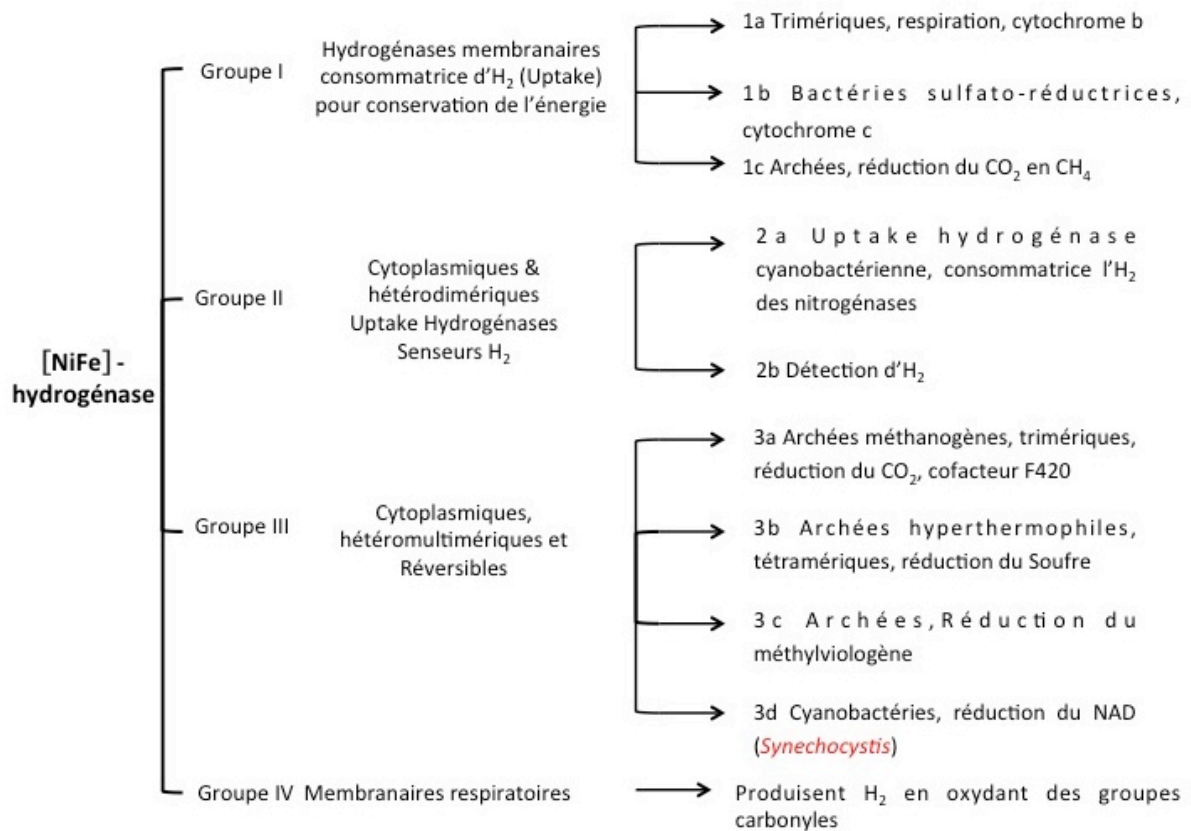 [NiFe] -
hydrogénase
Groupe I
Hydrogénases membranaires
consommatrice d'H₂ (Uptake)
pour conservation de l'énergie
1a Trimériques, respiration, cytochrome b
1b Bactéries sulfato-réductrices,
cytochrome c
1c Archées, réduction du CO₂ en CH₄
Groupe II
Cytoplasmiques &
hétérodimériques
Uptake Hydrogénases
Senseurs H₂
2a Uptake hydrogénase
cyanobactérienne, consommatrice l'H₂
des nitrogénases
2b Détection d'H₂
Groupe III
Cytoplasmiques,
hétéromultimériques et
Réversibles
3a Archées méthanogènes, trimériques,
réduction du CO₂, cofacteur F420
3b Archées hyperthermophiles,
tétramériques, réduction du Soufre
3c Archées, Réduction du
méthylviologène
3d Cyanobactéries, réduction du NAD
(Synechocystis)
Groupe IV Membranaires respiratoires
Produisent H₂ en oxydant des groupes
carbonyles